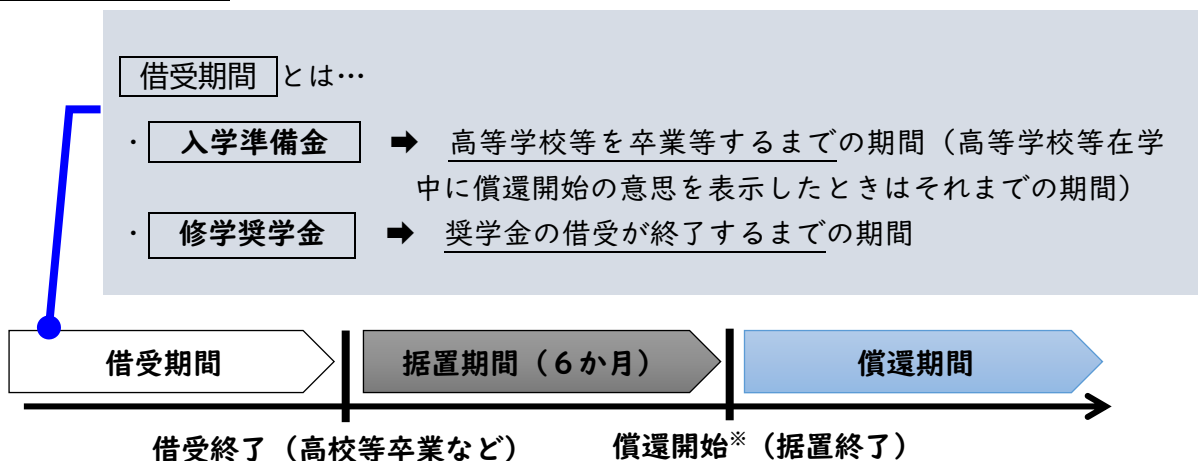 借受期間 とは…
・ 入学準備金 ➡ 高等学校等を卒業等するまでの期間（高等学校等在学
中に償還開始の意思を表示したときはそれまでの期間）
・ 修学奨学金 ➡ 奨学金の借受が終了するまでの期間
借受期間 据置期間（６か月） 償還期間
借受終了（高校等卒業など） 償還開始※（据置終了）